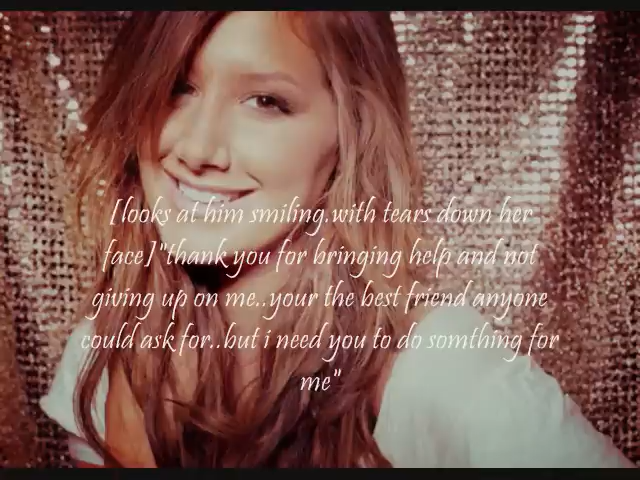 [looks at him smiling.with tears down her
face]"thank you for bringing help and not
giving up on me..your the best friend anyone
could ask for..but i need you to do somthing for
me"